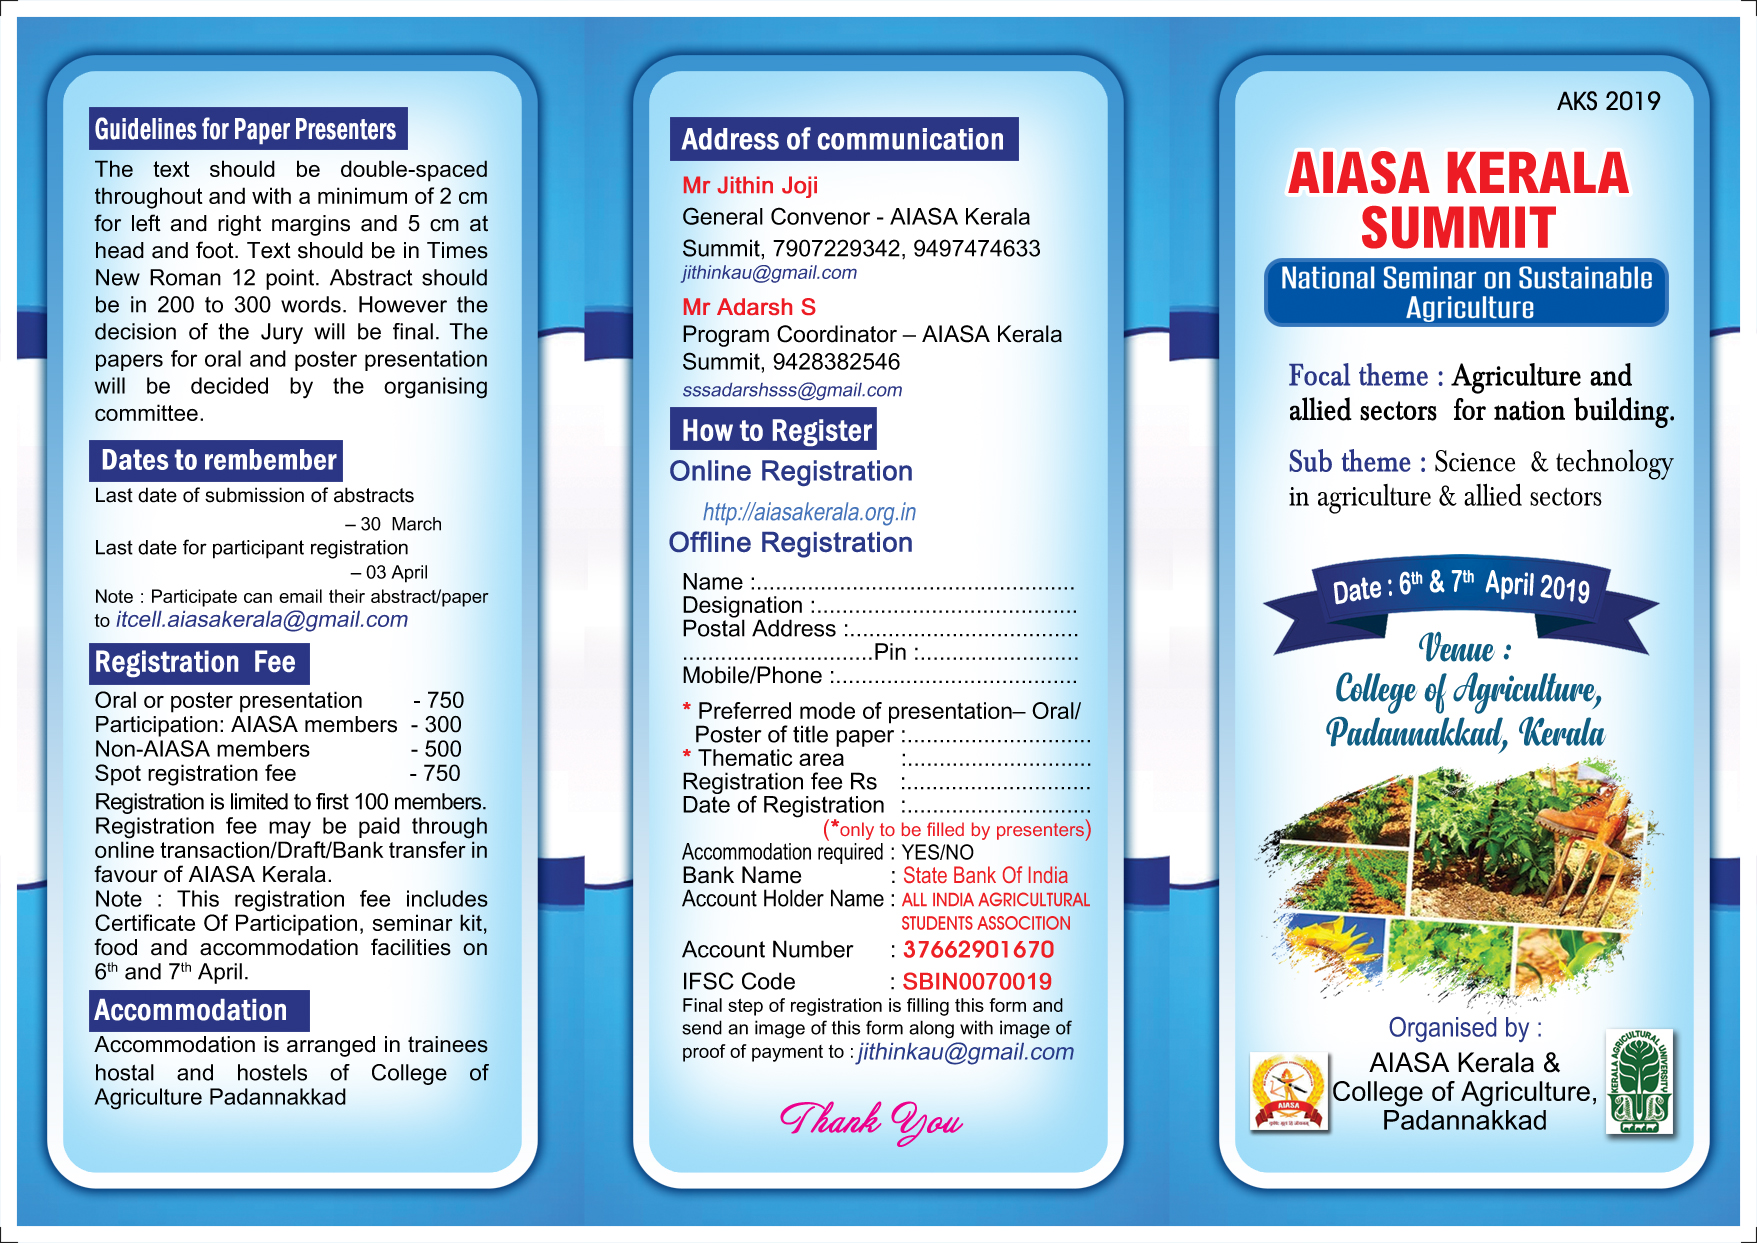 Guidelines for Paper Presenters
The text should be double-spaced
throughout and with a minimum of 2 cm
for left and right margins and 5 cm at
head and foot. Text should be in Times
New Roman 12 point. Abstract should
be in 200 to 300 words. However the
decision of the Jury will be final. The
papers for oral and poster presentation
will be decided by the organising
committee.
Dates to rembember
Last date of submission of abstracts
– 30 March
Last date for participant registration
– 03 April
Note : Participate can email their abstract/paper
to itcell.aiasakerala@gmail.com
Registration Fee
Oral or poster presentation - 750
Participation: AIASA members - 300
Non-AIASA members - 500
Spot registration fee - 750
Registration is limited to first 100 members.
Registration fee may be paid through
online transaction/Draft/Bank transfer in
favour of AIASA Kerala.
Note : This registration fee includes
Certificate Of Participation, seminar kit,
food and accommodation facilities on
6th and 7th April.
Accommodation
Accommodation is arranged in trainees
hostal and hostels of College of
Agriculture Padannakkad
Address of communication
Mr Jithin Joji
General Convenor - AIASA Kerala
Summit, 7907229342, 9497474633
jithinkau@gmail.com
Mr Adarsh S
Program Coordinator – AIASA Kerala
Summit, 9428382546
sssadarshsss@gmail.com
How to Register
Online Registration
http://aiasakerala.org.in
Offline Registration
Name :..................................................
Designation :.........................................
Postal Address :....................................
..............................Pin :.........................
Mobile/Phone :......................................
* Preferred mode of presentation– Oral/
Poster of title paper :.............................
* Thematic area :.............................
Registration fee Rs :.............................
Date of Registration :.............................
(*only to be filled by presenters)
Accommodation required : YES/NO
Bank Name : State Bank Of India
Account Holder Name : ALL INDIA AGRICULTURAL
STUDENTS ASSOCITION
Account Number : 37662901670
IFSC Code : SBIN0070019
Final step of registration is filling this form and
send an image of this form along with image of
proof of payment to : jithinkau@gmail.com
Thank You
AKS 2019
AIASA KERALA
SUMMIT
National Seminar on Sustainable
Agriculture
Focal theme : Agriculture and
allied sectors for nation building.
Sub theme : Science & technology
in agriculture & allied sectors
Date : 6th & 7th April 2019
Venue :
College of Agriculture,
Padannakkad, Kerala
Organised by :
AIASA Kerala &
College of Agriculture,
Padannakkad
AIASA
KERALA AGRICULTURAL UNIVERSITY